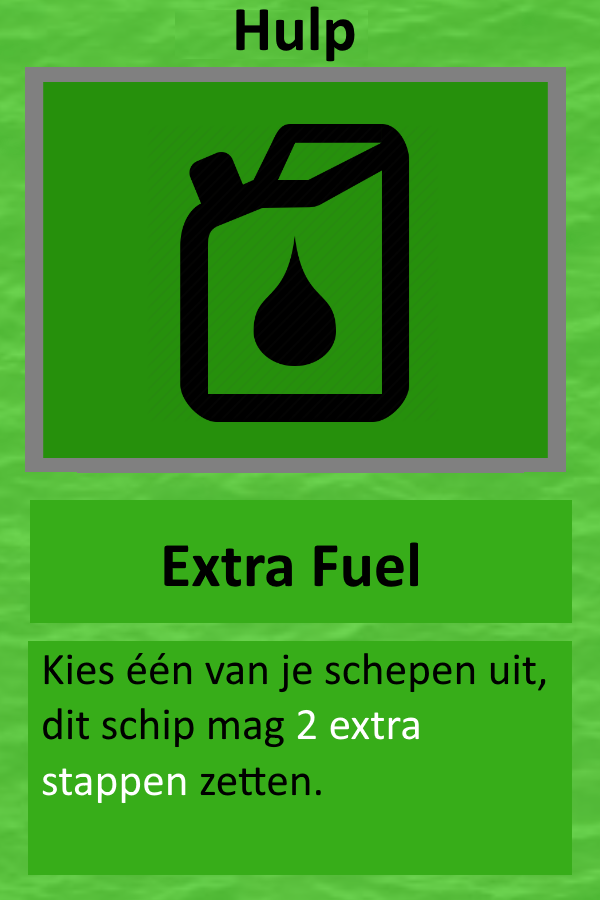 Hulp
Extra Fuel
Kies één van je schepen uit,
dit schip mag 2 extra
stappen zetten.